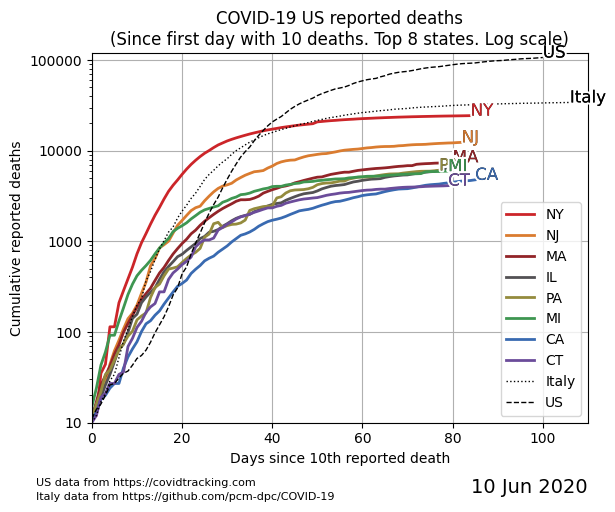 COVID-19 US reported deaths
(Since first day with 10 deaths. Top 8 states. Log scale)
Cumulative reported deaths
100000
10000
1000
100
10
0
20
40
60
80
100
Days since 10th reported death
US
Italy
NY
NJ
MA
MI
CA
CT
NY
NJ
MA
IL
PA
MI
CA
CT
Italy
US
US data from https://covidtracking.com
Italy data from https://github.com/pcm-dpc/COVID-19
10 Jun 2020